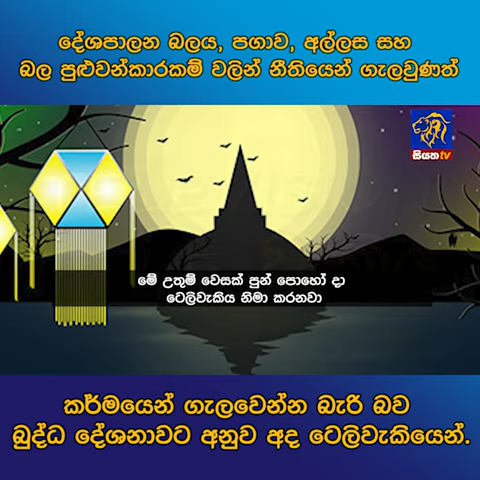 දේශපාලන බලය, පගාව, අල්ලස සහ
බල පුළුවන්කාරකම් වලින් නීතියෙන් ගැලවුණත්
සියත tv
මේ උතුම් වෙසක් පුන් පොහෝ දා
ටෙලිවැකිය නිමා කරනවා
කර්මයෙන් ගැලවෙන්න බැරි බව
බුද්ධ දේශනාවට අනුව අද ටෙලිවැකියෙන්.